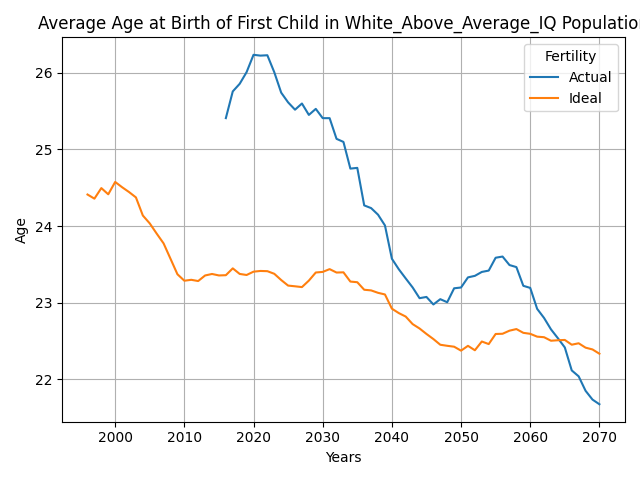 Average Age at Birth of First Child in White_Above_Average_IQ Population
Fertility
Actual
Ideal
26
25
24
23
22
Age
2000
2010
2020
2030
2040
2050
2060
2070
Years